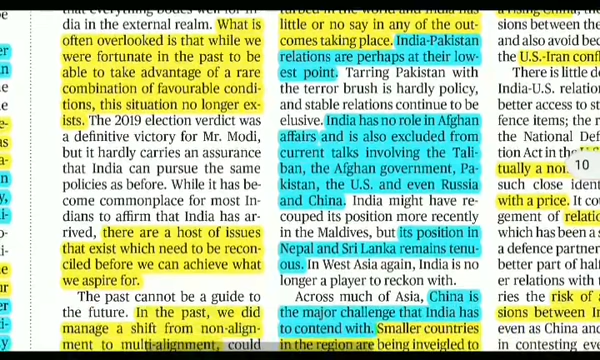 that everything bodes well for In-
dia in the external realm. What is
often overlooked is that while we
were fortunate in the past to be
able to take advantage of a rare
combination of favourable condi-
tions, this situation no longer ex-
ists. The 2019 election verdict was
a definitive victory for Mr. Modi,
but it hardly carries an assurance
that India can pursue the same
policies as before. While it has be-
come commonplace for most In-
dians to affirm that India has ar-
rived, there are a host of issues
that exist which need to be recon-
ciled before we can achieve what
we aspire for.
The past cannot be a guide to
the future. In the past, we did
manage a shift from non-align-
ment to multi-alignment, could
little or no say in any of the out-
comes taking place. India-Pakistan
relations are perhaps at their low-
est point. Tarring Pakistan with
the terror brush is hardly policy,
and stable relations continue to be
elusive. India has no role in Afghan
affairs and is also excluded from
current talks involving the Tali-
ban, the Afghan government, Pa-
kistan, the U.S. and even Russia
and China. India might have re-
couped its position more recently
in the Maldives, but its position in
Nepal and Sri Lanka remains tenu-
ous. In West Asia again, India is no
longer a player to reckon with.
Across much of Asia, China is
the major challenge that India has
to contend with. Smaller countries
in the region are being inveigled to
sions between the
and also avoid bec
the U.S.-Iran conf
There is little d
India-U.S. relation
better access to st
fence items; the r
the National Def
tion Act in the
tually a no
10
such close ident
with a price. It cou
gement of relatio
which has been a s
a defence partner
better part of half
er relations with t
ries the risk of a
sions between In
even as China and
in contesting eve